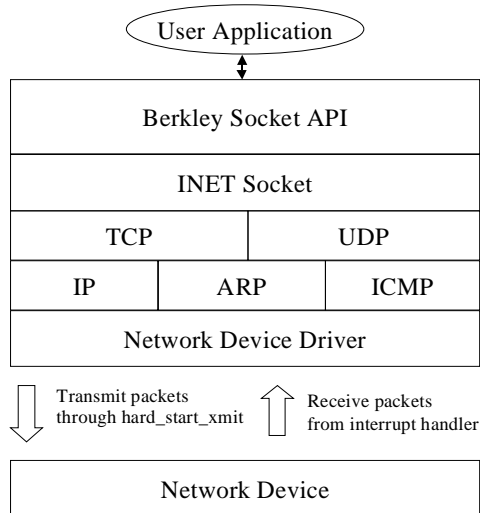 User Application
Berkley Socket API
INET Socket
TCP
UDP
IP
ARP
ICMP
Network Device Driver
Transmit packets
through hard_start_xmit
Receive packets
from interrupt handler
Network Device